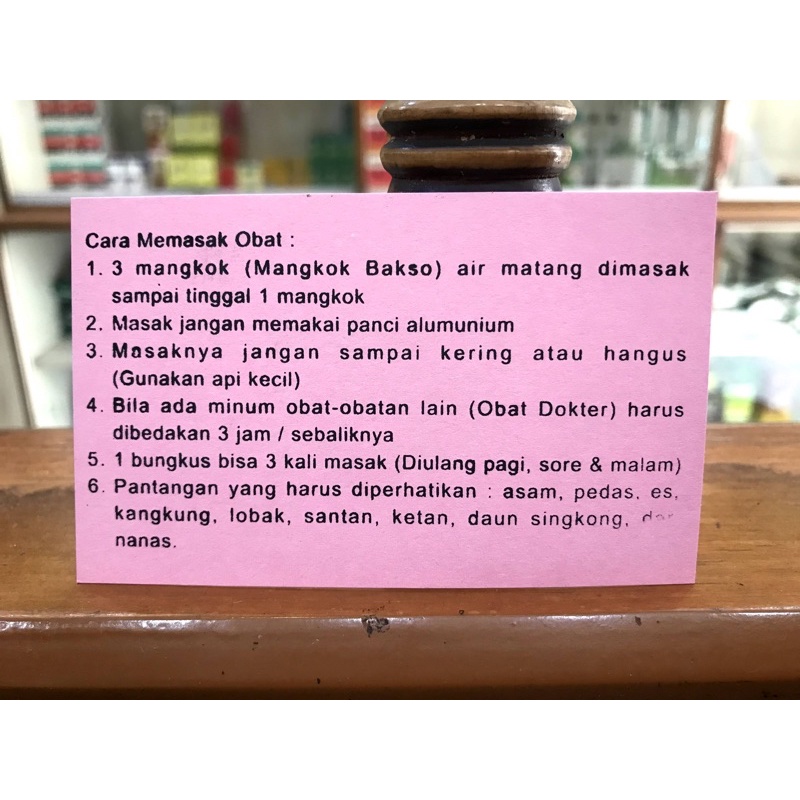 Cara Memasak Obat :
1. 3 mangkok (Mangkok Bakso) air matang dimasak
sampai tinggal 1 mangkok
2. Masak jangan memakai panci alumunium
3. Masaknya jangan sampai kering atau hangus
(Gunakan api kecil)
4. Bila ada minum obat-obatan lain (Obat Dokter) harus
dibedakan 3 jam / sebaliknya
5. 1 bungkus bisa 3 kali masak (Diulang pagi, sore & malam)
6. Pantangan yang harus diperhatikan : asam, pedas, es,
kangkung, lobak, santan, ketan, daun singkong, dan
nanas.